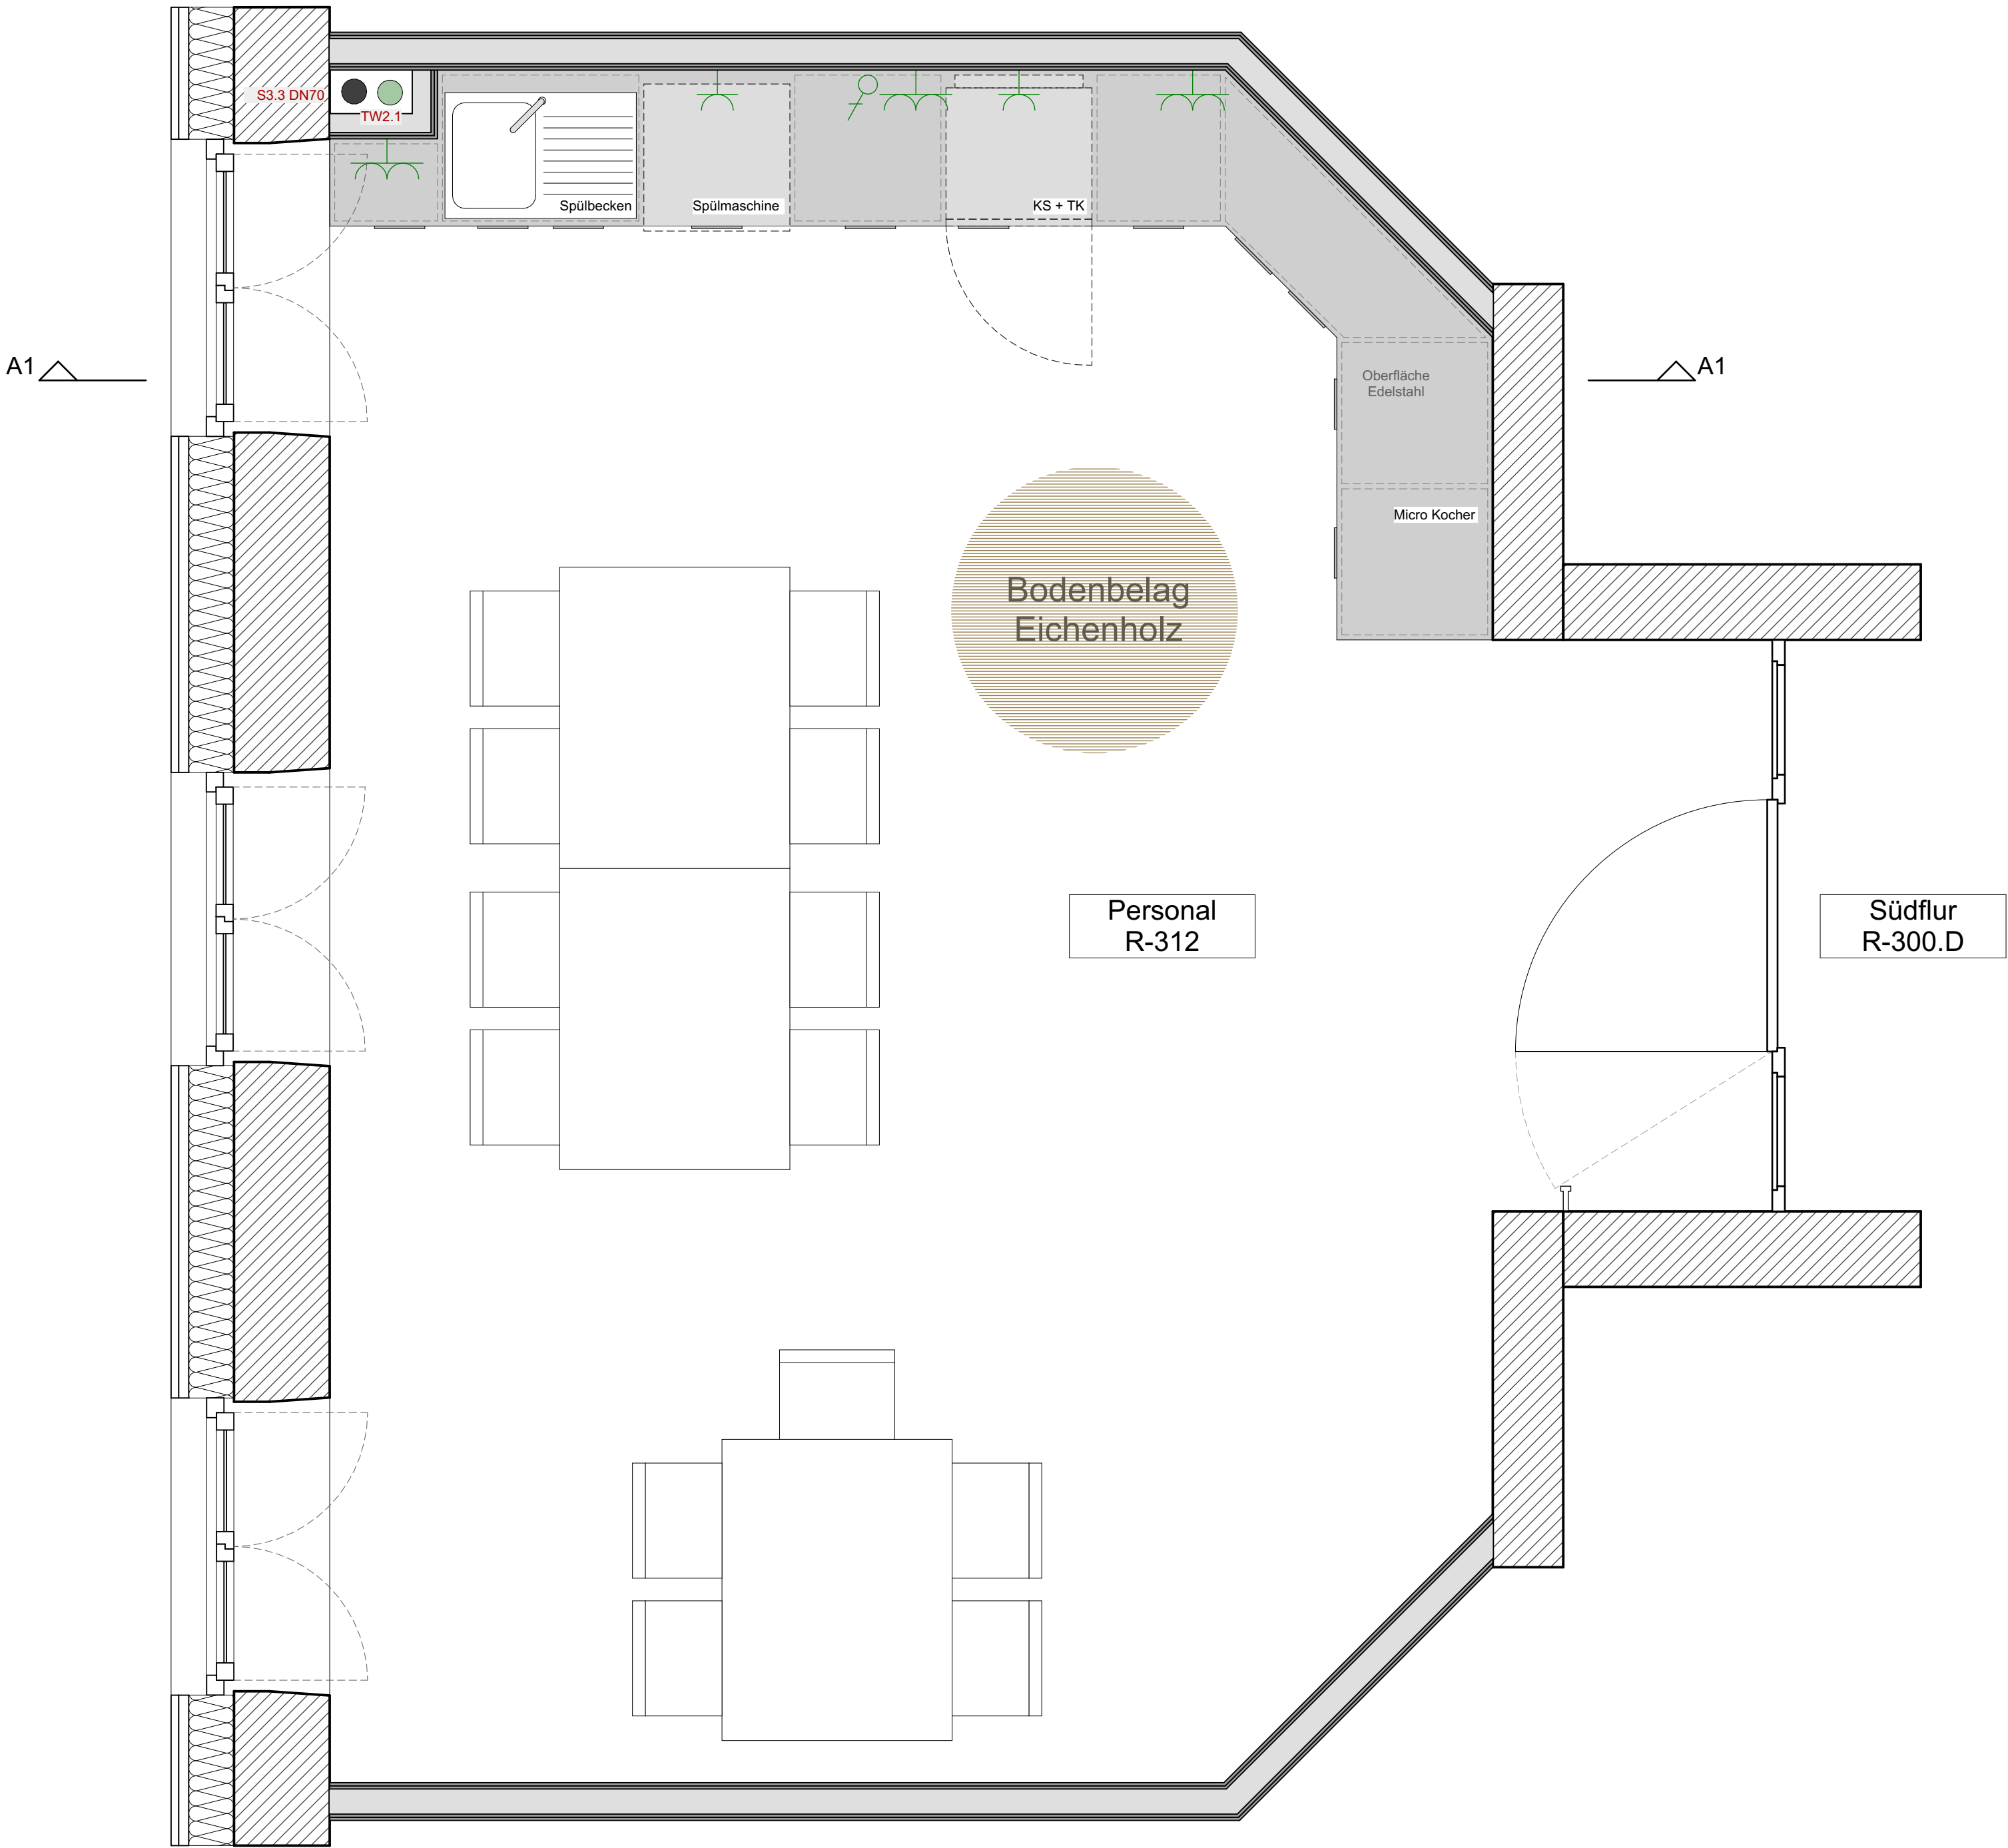 S3.3 DN70
TW2.1
Spülbecken
Spülmaschine
KS + TK
A1
A1
Oberfläche
Edelstahl
Micro Kocher
Bodenbelag
Eichenholz
Personal
R-312
Südflur
R-300.D